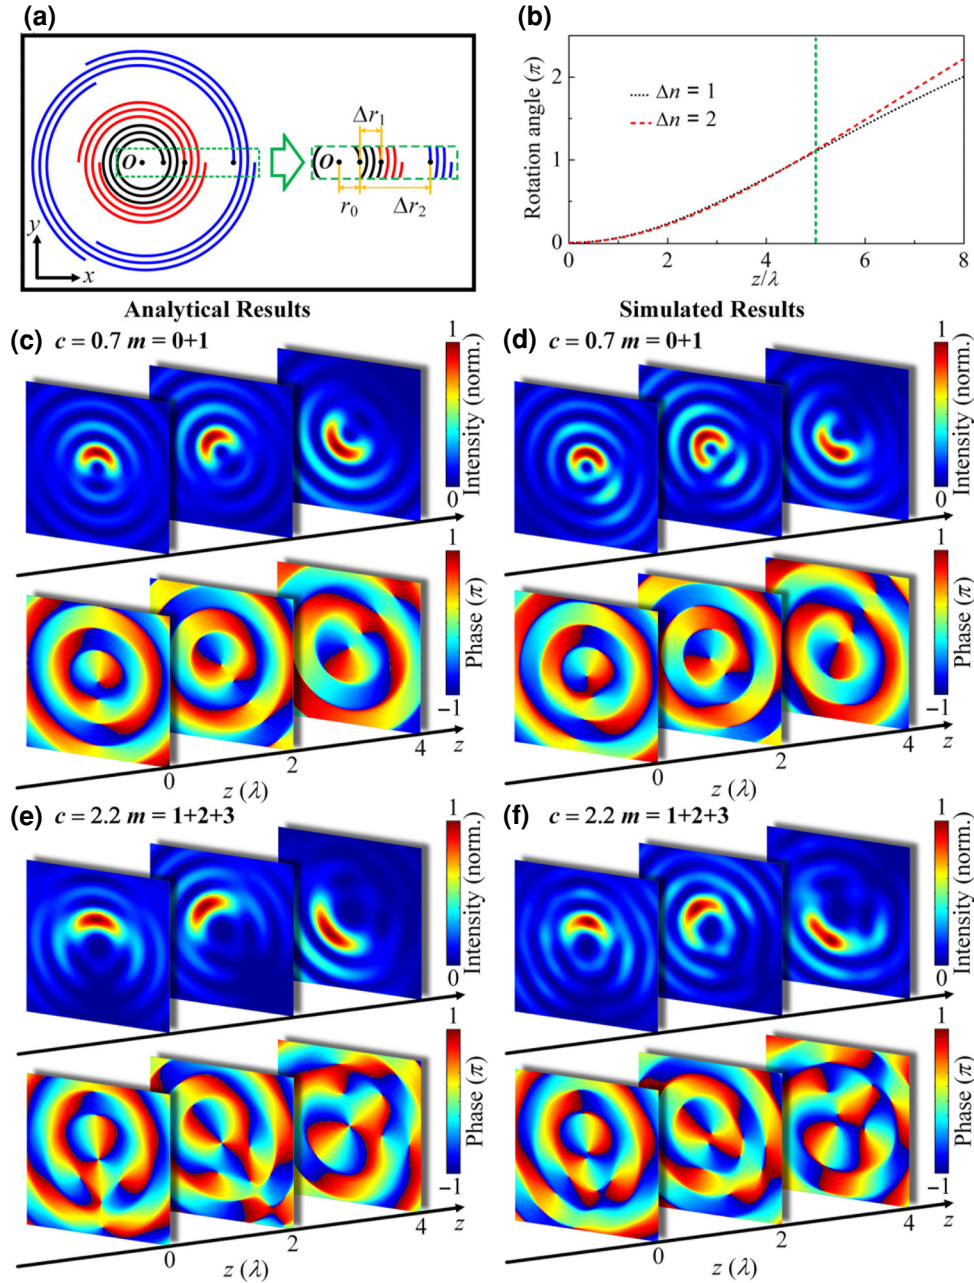 (a)
O
y
x
Δr1
O
r0
Δr2
(b)
Rotation angle (π)
2
1
0
Δn = 1
Δn = 2
0
2
4
6
8
z/λ
Analytical Results
Simulated Results
(c) c = 0.7 m = 0+1
1
Intensity (norm.)
0
1
Phase (π)
−1
0
2
4
z
z (λ)
(d) c = 0.7 m = 0+1
1
Intensity (norm.)
0
1
Phase (π)
−1
0
2
4
z
z (λ)
(e) c = 2.2 m = 1+2+3
1
Intensity (norm.)
0
1
Phase (π)
−1
0
2
4
z
z (λ)
(f) c = 2.2 m = 1+2+3
1
Intensity (norm.)
0
1
Phase (π)
−1
0
2
4
z
z (λ)